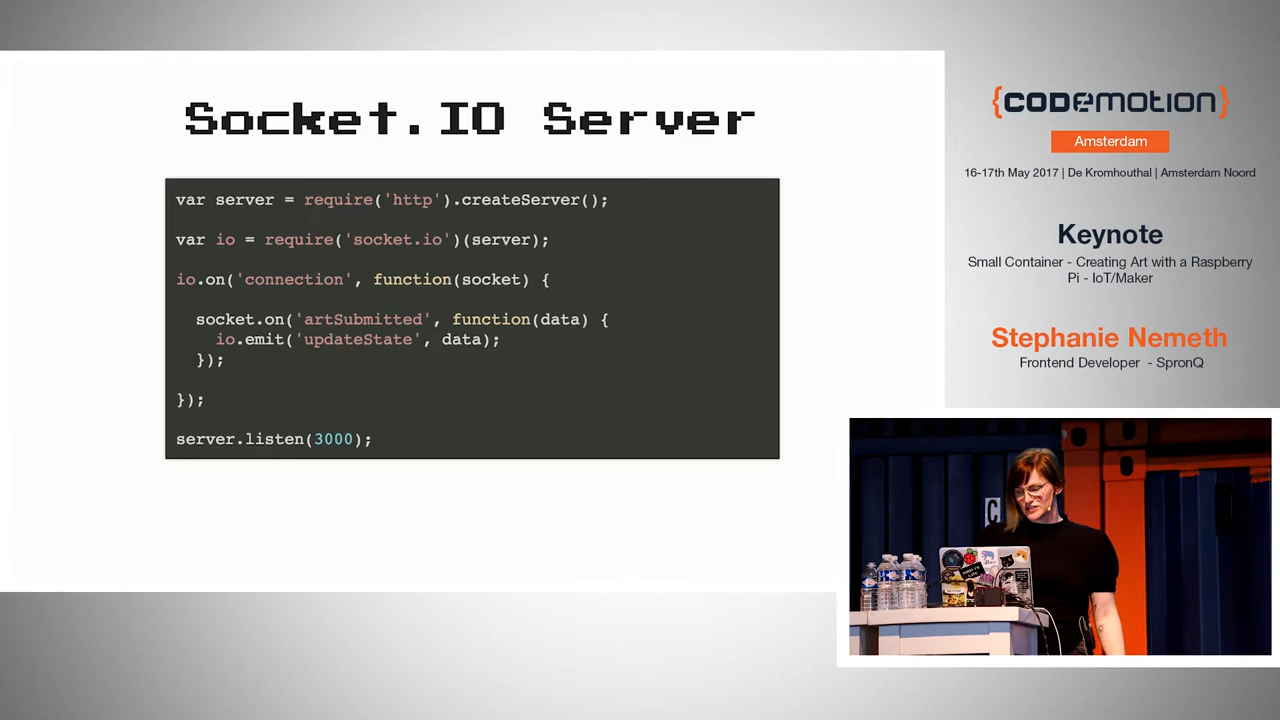 Socket.IO Server
var server = require('http').createServer();
var io = require('socket.io')(server);
io.on('connection', function(socket) {
socket.on('artSubmitted', function(data) {
io.emit('updateState', data);
});
});
server.listen(3000);
{CODEMOTION}
Amsterdam
16-17th May 2017 | De Kromhouthal | Amsterdam Noord
Keynote
Small Container - Creating Art with a Raspberry
Pi - IoT/Maker
Stephanie Nemeth
Frontend Developer - SpronQ
C